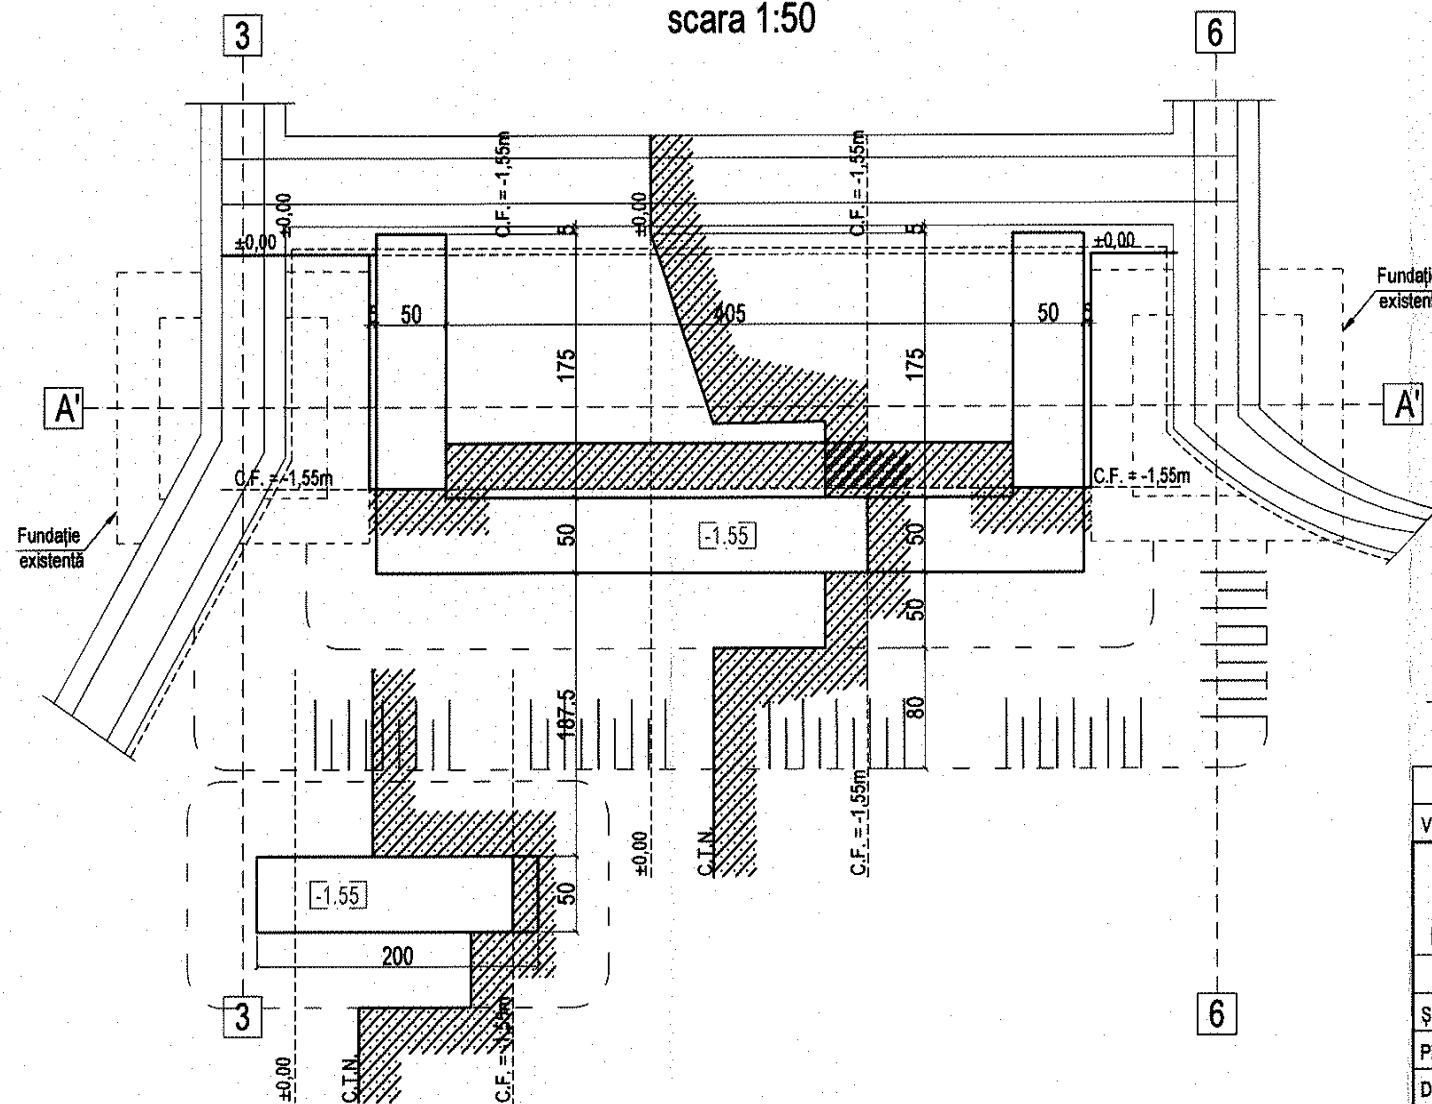 scara 1:50
3
6
C.F. = -1,55m
C.F. = -1,55m
±0,00
±0,00
±0,00
±0,00
5
5
Fundație
existentă
5
50
405
50
5
175
175
A'
A'
C.F. = -1,55m
C.F. = -1,55m
50
-1.55
50
Fundație
existentă
50
187,5
80
±0,00
C.T.N.
C.F. = -1,55m
-1.55
50
200
3
6
±0,00
C.T.N.
C.F. = -1,55m
V
Ș
P
D